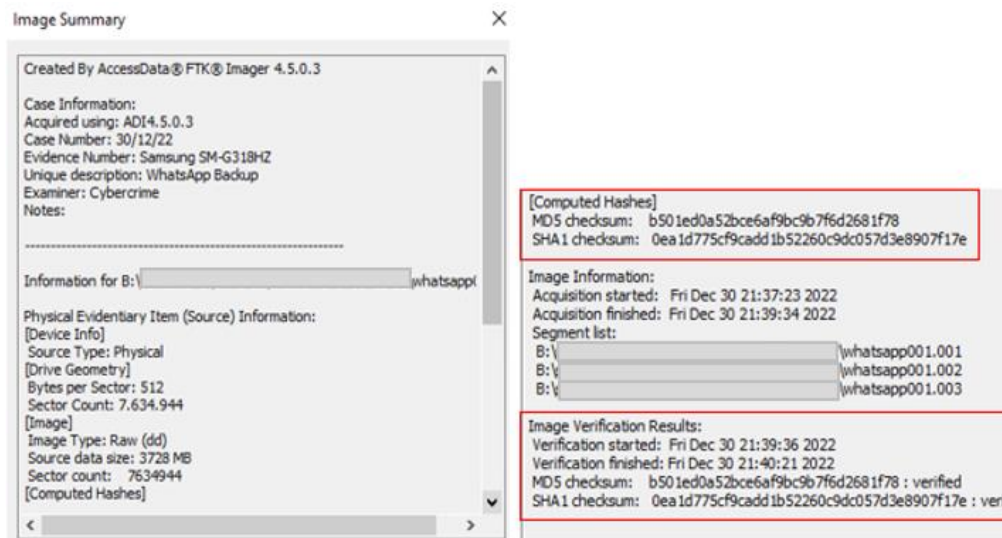 Image Summary
Created By AccessData® FTK® Imager 4.5.0.3
Case Information:
Acquired using: ADI4.5.0.3
Case Number: 30/12/22
Evidence Number: Samsung SM-G318HZ
Unique description: WhatsApp Backup
Examiner: Cybercrime
Notes:
--------------------------------------------------------------
Information for B:\ whatsapp(
Physical Evidentiary Item (Source) Information:
[Device Info]
Source Type: Physical
[Drive Geometry]
Bytes per Sector: 512
Sector Count: 7.634.944
[Image]
Image Type: Raw (dd)
Source data size: 3728 MB
Sector count: 7634944
[Computed Hashes]
[Computed Hashes]
MD5 checksum: b501ed0a52bce6af9bc9b7f6d2681f78
SHA1 checksum: 0ea1d775cf9cadd1b52260c9dc057d3e8907f17e
Image Information:
Acquisition started: Fri Dec 30 21:37:23 2022
Acquisition finished: Fri Dec 30 21:39:34 2022
Segment list:
B:\ \whatsapp001.001
B:\ \whatsapp001.002
B:\ \whatsapp001.003
Image Verification Results:
Verification started: Fri Dec 30 21:39:36 2022
Verification finished: Fri Dec 30 21:40:21 2022
MD5 checksum: b501ed0a52bce6af9bc9b7f6d2681f78 : verified
SHA1 checksum: 0ea1d775cf9cadd1b52260c9dc057d3e8907f17e : ver